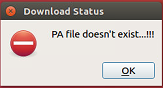 Download Status
PA file doesn't exist...!!!
OK